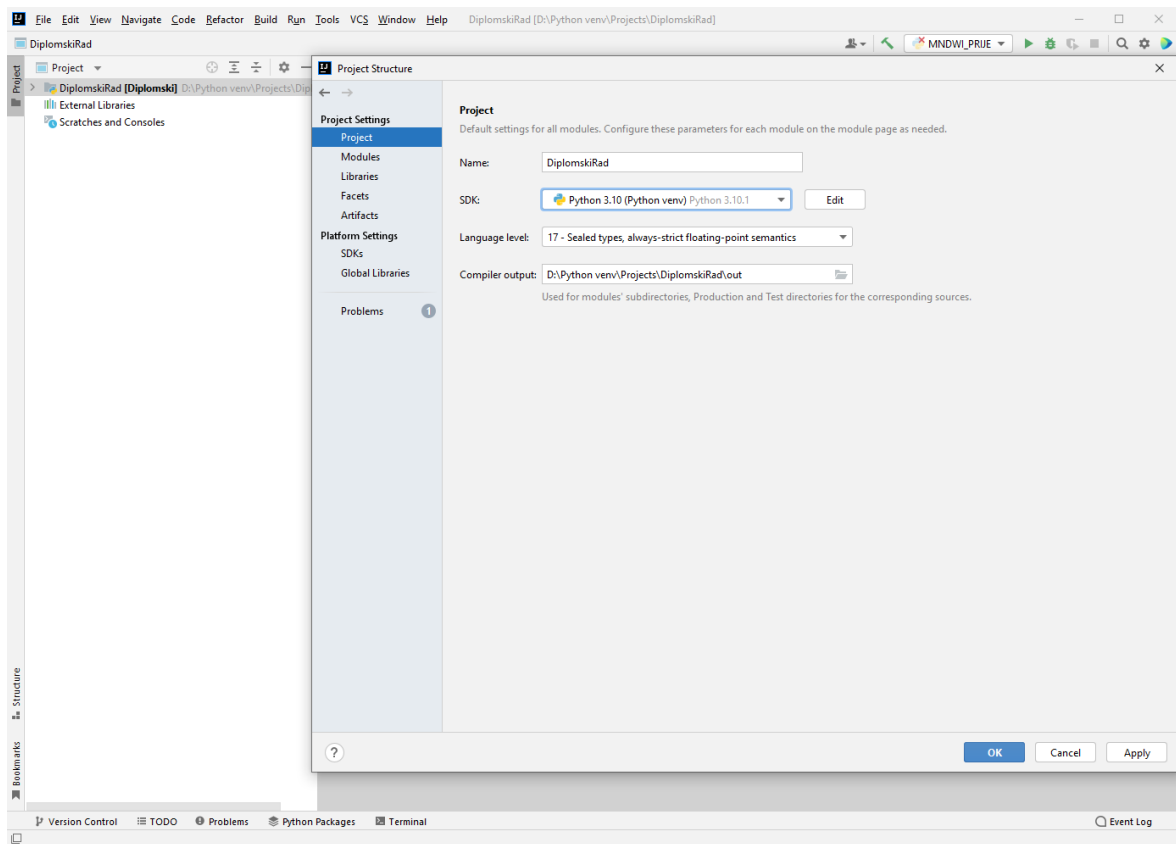 File Edit View Navigate Code Refactor Build Run Tools VCS Window Help DiplomskiRad [D:\Python venv\Projects\DiplomskiRad]
DiplomskiRad MNDWI_PRIJE
Project
Project
DiplomskiRad [Diplomski] D:\Python venv\Projects\Dip
External Libraries
Scratches and Consoles
Structure
Bookmarks
Project Structure
Project Settings
Project
Modules
Libraries
Facets
Artifacts
Platform Settings
SDKs
Global Libraries
Problems 1
Project
Default settings for all modules. Configure these parameters for each module on the module page as needed.
Name: DiplomskiRad
SDK: Python 3.10 (Python venv) Python 3.10.1 Edit
Language level: 17 - Sealed types, always-strict floating-point semantics
Compiler output: D:\Python venv\Projects\DiplomskiRad\out
Used for modules' subdirectories, Production and Test directories for the corresponding sources.
? OK Cancel Apply
Version Control TODO Problems Python Packages Terminal Event Log